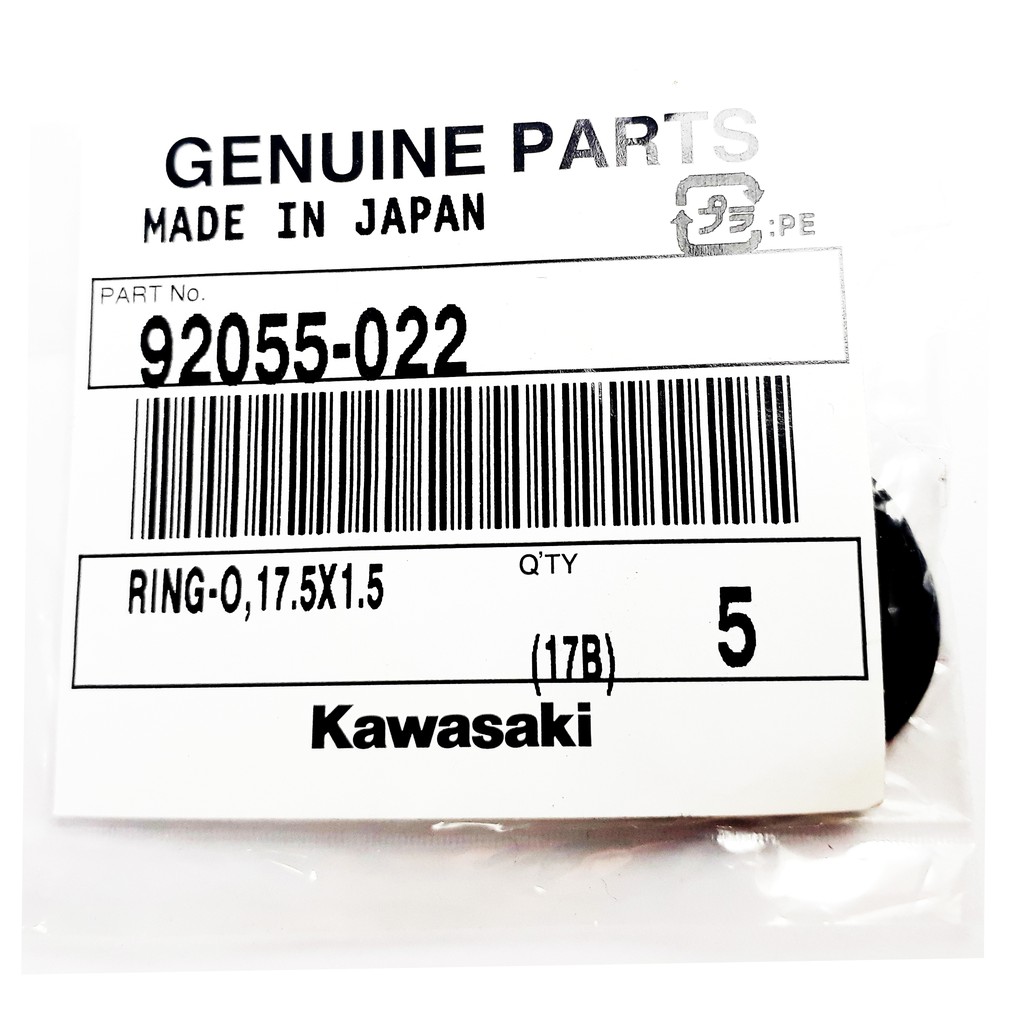 GENUINE PARTS
MADE IN JAPAN
プラ :PE
PART No.
92055-022
RING-O,17.5X1.5
Q'TY
(17B)
5
Kawasaki